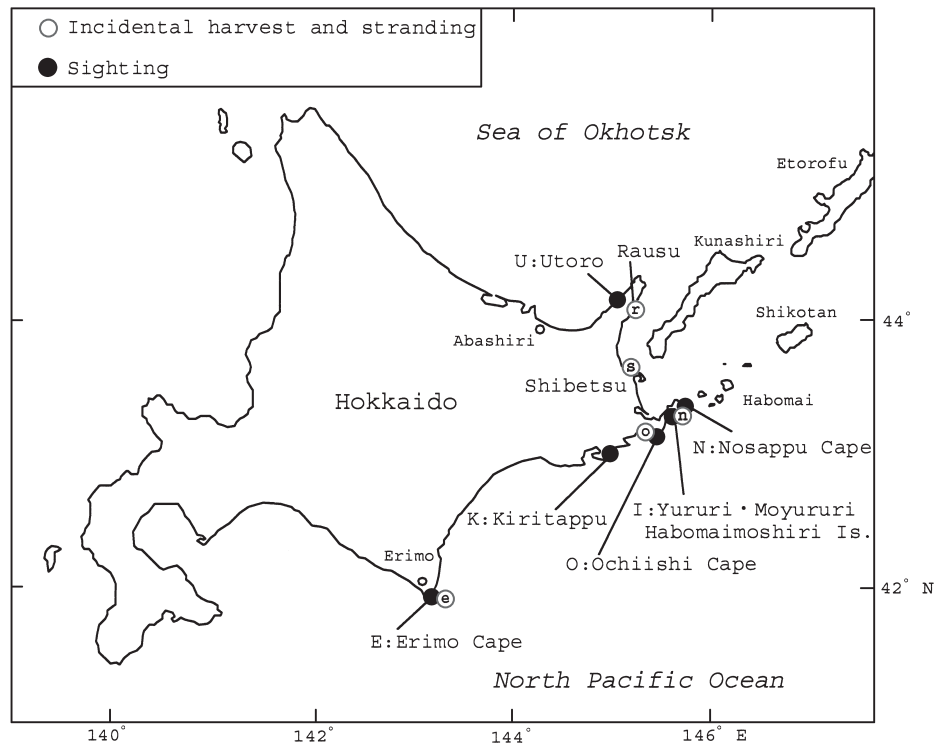 Incidental harvest and stranding
Sighting
Sea of Okhotsk
Etorofu
Kunashiri
Rausu
U:Utoro
r
Shikotan
44°
Abashiri
s
Shibetsu
Hokkaido
Habomai
n
o
N:Nosappu Cape
K:Kiritappu
I:Yururi・Moyururi
Habomaimoshiri Is.
Erimo
O:Ochiishi Cape
42° N
e
E:Erimo Cape
North Pacific Ocean
140° 142° 144° 146° E